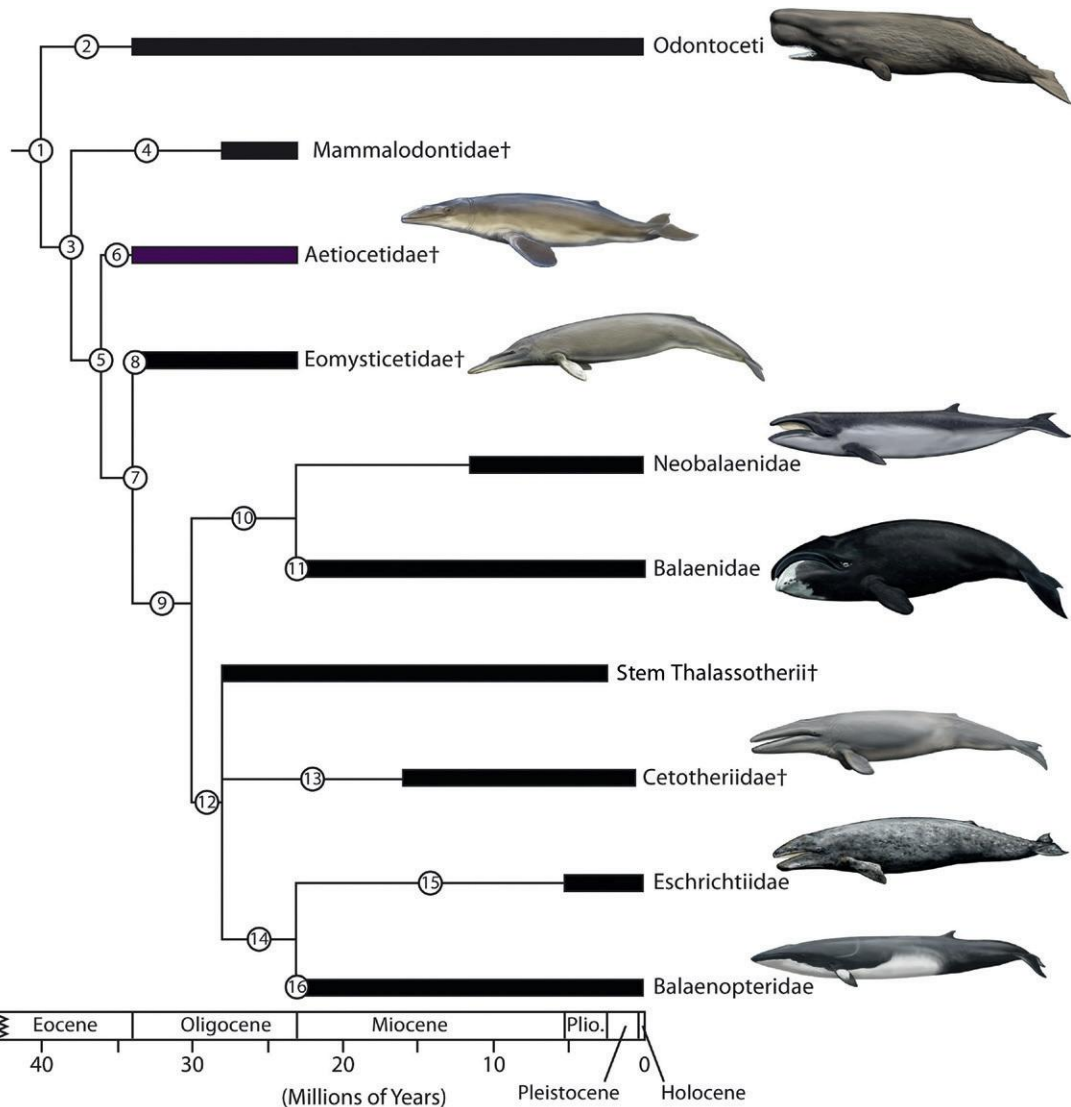 2
Odontoceti
1
4
Mammalodontidae†
3
6
Aetiocetidae†
5
8
Eomysticetidae†
7
Neobalaenidae
10
11
Balaenidae
9
Stem Thalassotherii†
12
13
Cetotheriidae†
15
Eschrichtiidae
14
16
Balaenopteridae
Eocene Oligocene Miocene Plio.
40 30 20 10 0
(Millions of Years) Pleistocene Holocene